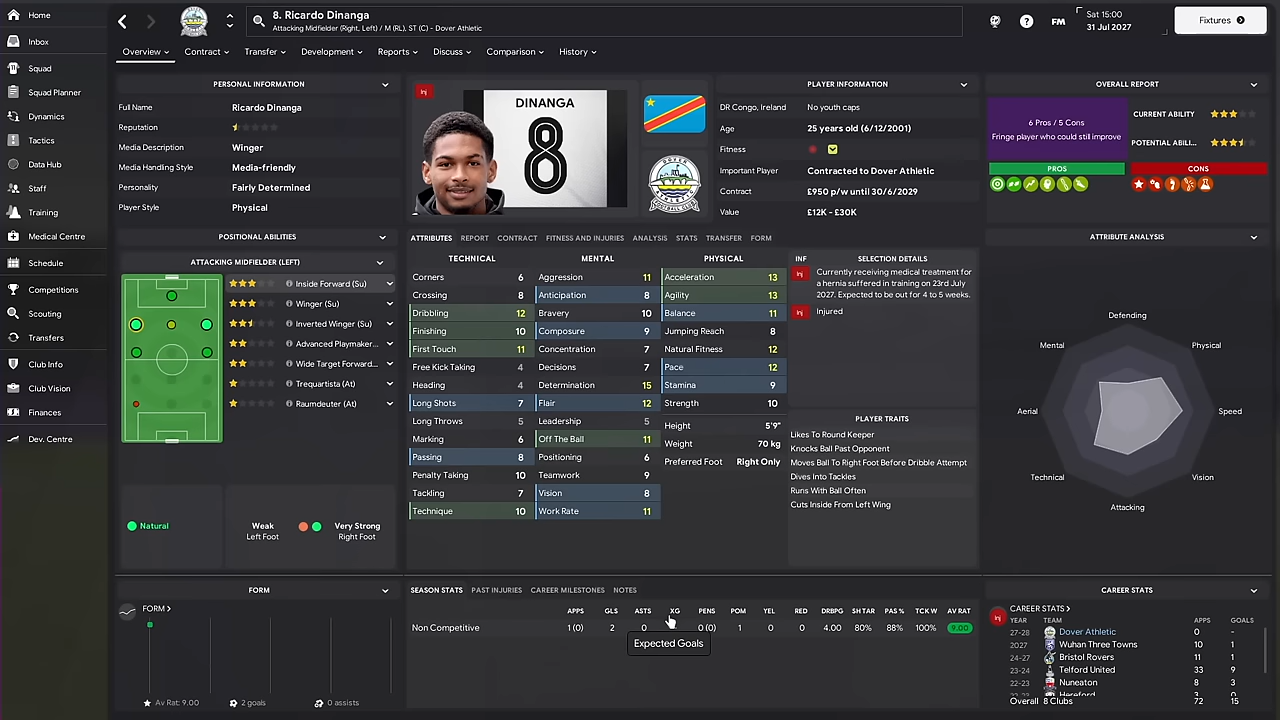 Home
Inbox
Squad
Squad Planner
Dynamics
Tactics
Data Hub
Staff
Training
Medical Centre
Schedule
Competitions
Scouting
Transfers
Club Info
Club Vision
Finances
Dev. Centre
8. Ricardo Dinanga
Attacking Midfielder (Right, Left) / M (RL), ST (C) - Dover Athletic
FM
Sat 15:00
31 Jul 2027
Fixtures
Overview
Contract
Transfer
Development
Reports
Discuss
Comparison
History
PERSONAL INFORMATION
Full Name Ricardo Dinanga
Reputation
Media Description Winger
Media Handling Style Media-friendly
Personality Fairly Determined
Player Style Physical
Inj
DINANGA
8
PLAYER INFORMATION
DR Congo, Ireland No youth caps
Age 25 years old (6/12/2001)
Fitness
Important Player Contracted to Dover Athletic
Contract £950 p/w until 30/6/2029
Value £12K - £30K
OVERALL REPORT
6 Pros / 5 Cons
Fringe player who could still improve
CURRENT ABILITY
POTENTIAL ABILI...
PROS
CONS
POSITIONAL ABILITIES
ATTACKING MIDFIELDER (LEFT)
Inside Forward (Su)
Winger (Su)
Inverted Winger (Su)
Advanced Playmaker...
Wide Target Forward...
Trequartista (At)
Raumdeuter (At)
Natural
Weak
Left Foot
Very Strong
Right Foot
ATTRIBUTES REPORT CONTRACT FITNESS AND INJURIES ANALYSIS STATS TRANSFER FORM
TECHNICAL
Corners 6
Crossing 8
Dribbling 12
Finishing 10
First Touch 11
Free Kick Taking 4
Heading 4
Long Shots 7
Long Throws 5
Marking 6
Passing 8
Penalty Taking 10
Tackling 7
Technique 10
MENTAL
Aggression 11
Anticipation 8
Bravery 10
Composure 9
Concentration 7
Decisions 7
Determination 15
Flair 12
Leadership 5
Off The Ball 11
Positioning 6
Teamwork 9
Vision 8
Work Rate 11
PHYSICAL
Acceleration 13
Agility 13
Balance 11
Jumping Reach 8
Natural Fitness 12
Pace 12
Stamina 9
Strength 10
Height 5'9"
Weight 70 kg
Preferred Foot Right Only
INF
SELECTION DETAILS
Inj
Currently receiving medical treatment for
a hernia suffered in training on 23rd July
2027. Expected to be out for 4 to 5 weeks.
Inj
Injured
PLAYER TRAITS
Likes To Round Keeper
Knocks Ball Past Opponent
Moves Ball To Right Foot Before Dribble Attempt
Dives Into Tackles
Runs With Ball Often
Cuts Inside From Left Wing
ATTRIBUTE ANALYSIS
Defending
Physical
Speed
Vision
Attacking
Technical
Aerial
Mental
FORM
FORM
Av Rat: 9.00
2 goals
0 assists
SEASON STATS PAST INJURIES CAREER MILESTONES NOTES
APPS GLS ASTS XG PENS POM YEL RED DRBPG SH TAR PAS % TCK W AV RAT
Non Competitive 1 (0) 2 0 0 (0) 1 0 0 4.00 80% 88% 100% 9.00
Expected Goals
CAREER STATS
Inj
CAREER STATS
YEAR TEAM APPS GOALS
27-28 Dover Athletic 0 -
2027 Wuhan Three Towns 10 1
24-27 Bristol Rovers 11 1
23-24 Telford United 33 9
22-23 Nuneaton 8 3
Hereford
Overall 8 Clubs 72 15